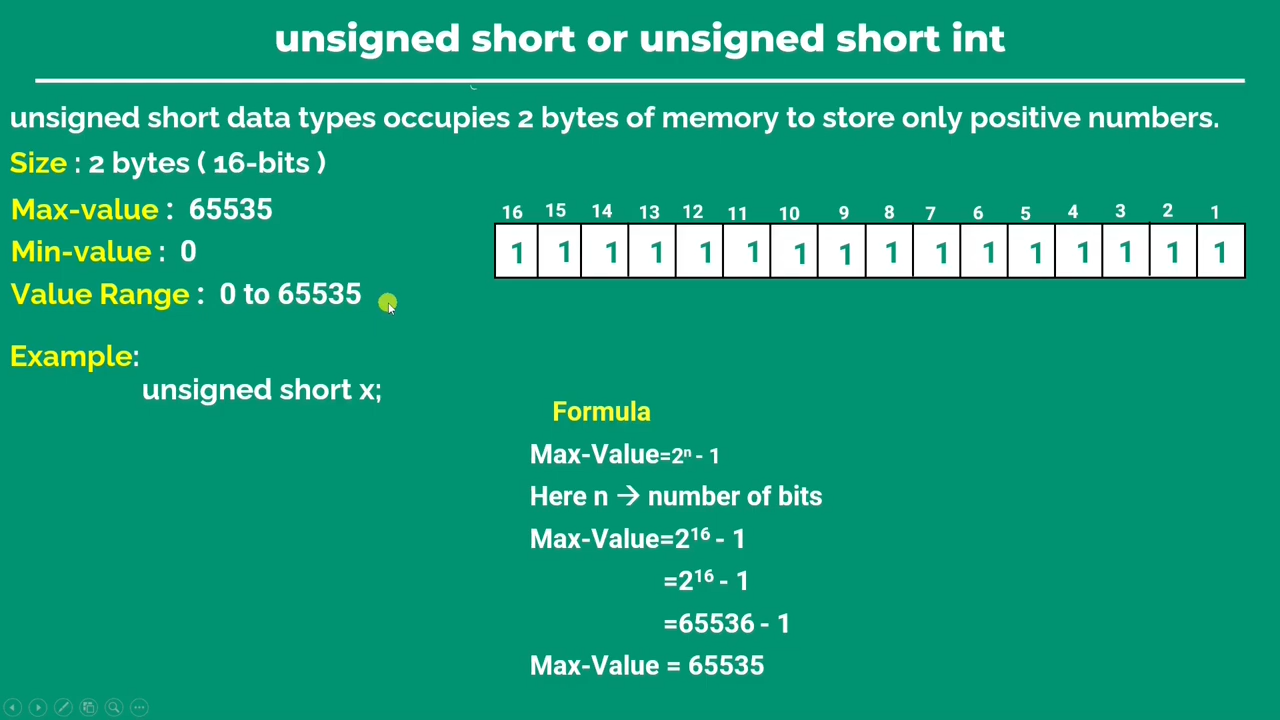 unsigned short or unsigned short int
unsigned short data types occupies 2 bytes of memory to store only positive numbers.
Size : 2 bytes ( 16-bits )
Max-value : 65535
Min-value : 0
Value Range : 0 to 65535
16 15 14 13 12 11 10 9 8 7 6 5 4 3 2 1
1 1 1 1 1 1 1 1 1 1 1 1 1 1 1 1
Example:
unsigned short x;
Formula
Max-Value=2ⁿ - 1
Here n → number of bits
Max-Value=2¹⁶ - 1
=2¹⁶ - 1
=65536 - 1
Max-Value = 65535